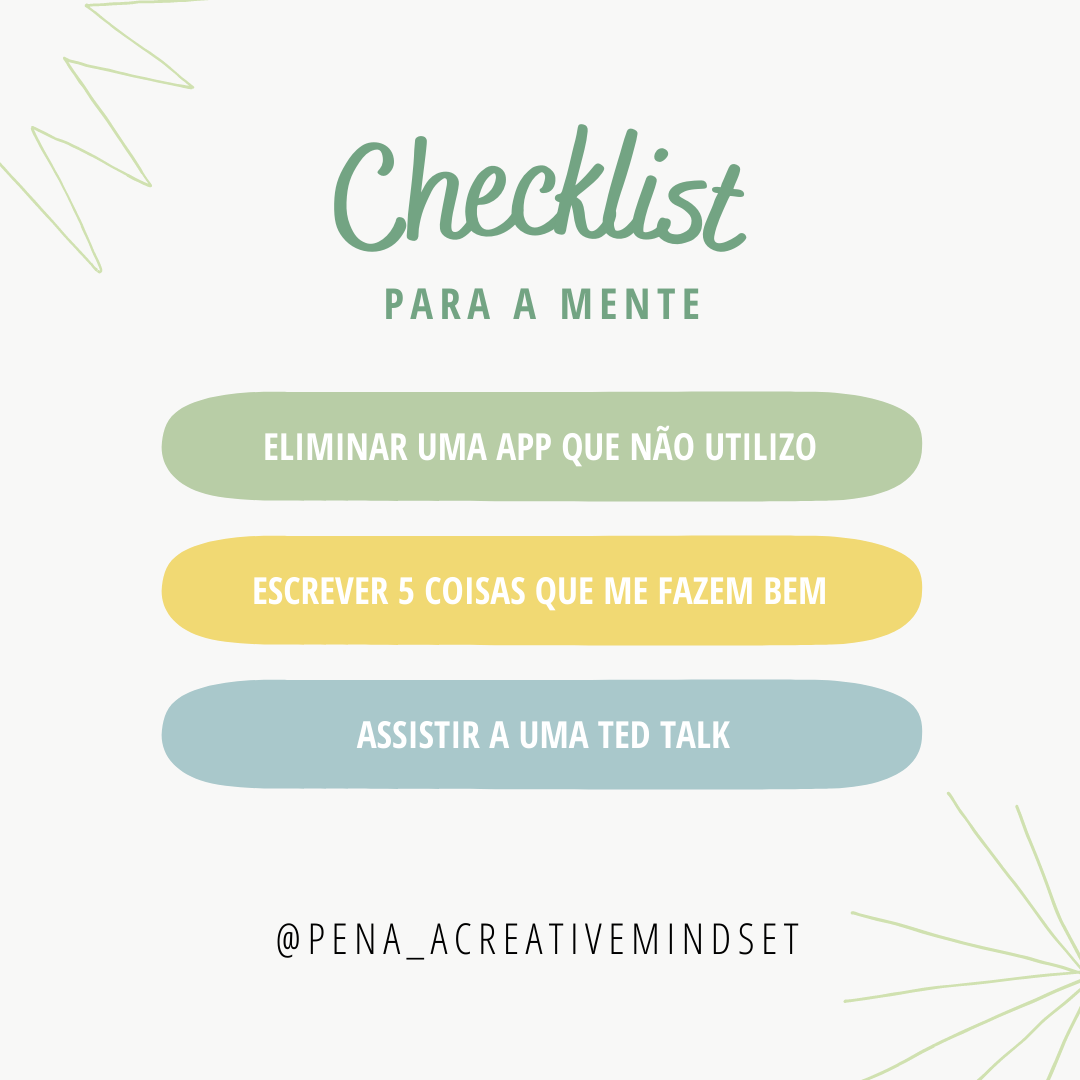 Checklist
PARA A MENTE
ELIMINAR UMA APP QUE NÃO UTILIZO
ESCREVER 5 COISAS QUE ME FAZEM BEM
ASSISTIR A UMA TED TALK
@PENA_ACREATIVEMINDSET